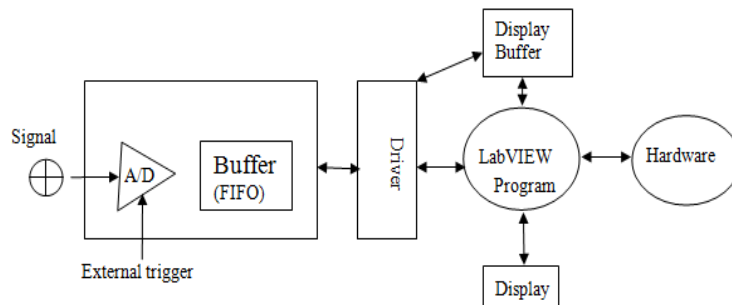 Display
Buffer
Signal
A/D
Buffer
(FIFO)
Driver
LabVIEW
Program
Hardware
External trigger
Display